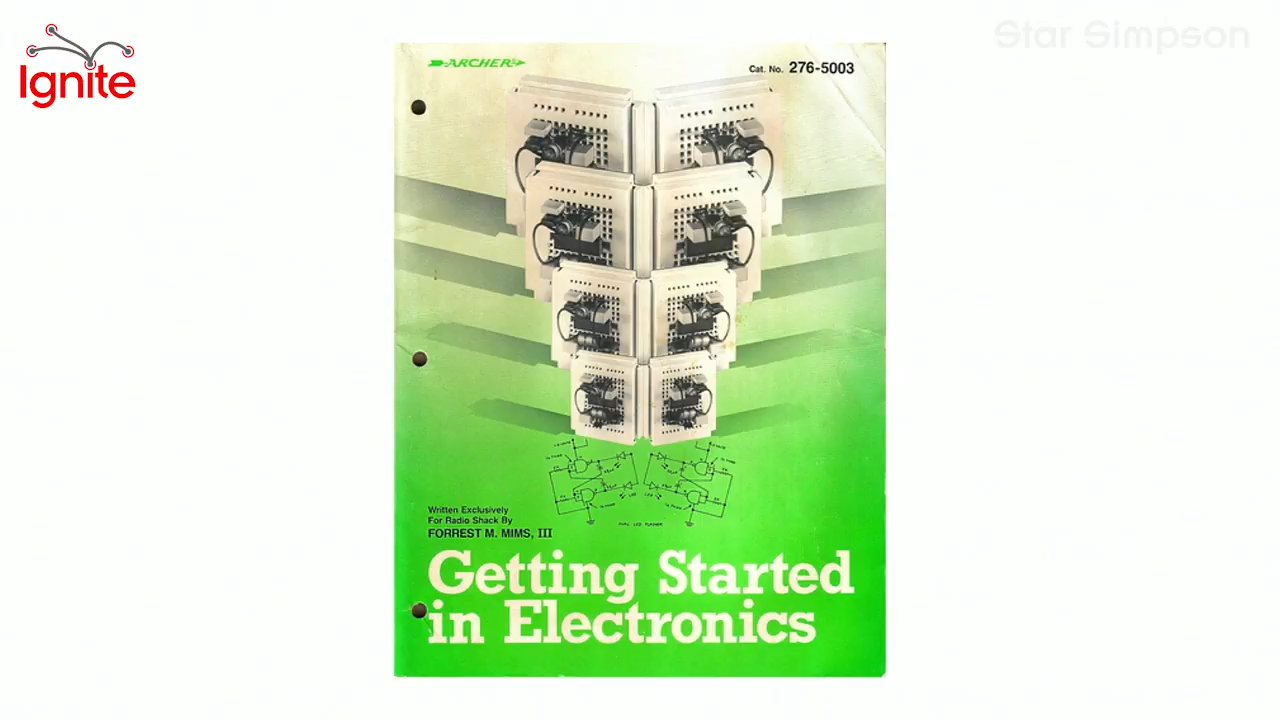 Ignite
Star Simpson
ARCHER
Cat. No. 276-5003
Written Exclusively
For Radio Shack By
FORREST M. MIMS, III
Getting Started
in Electronics